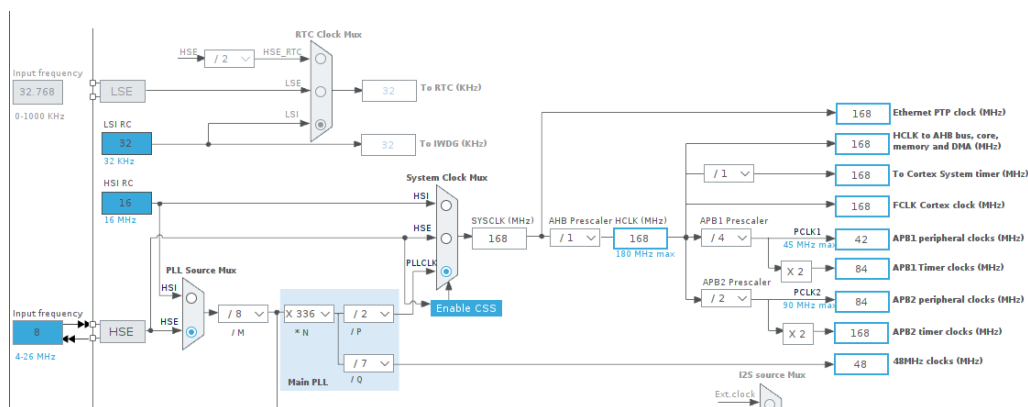 RTC Clock Mux
HSE
/ 2
HSE_RTC
Input frequency
32.768
0-1000 KHz
LSE
LSE
32
To RTC (KHz)
LSI RC
32
32 KHz
LSI
32
To IWDG (KHz)
HSI RC
16
16 MHz
System Clock Mux
HSI
HSE
PLLCLK
SYSCLK (MHz)
168
AHB Prescaler
/ 1
HCLK (MHz)
168
180 MHz max
168
Ethernet PTP clock (MHz)
168
HCLK to AHB bus, core,
memory and DMA (MHz)
/ 1
168
To Cortex System timer (MHz)
168
FCLK Cortex clock (MHz)
APB1 Prescaler
/ 4
PCLK1
45 MHz max
42
APB1 peripheral clocks (MHz)
X 2
84
APB1 Timer clocks (MHz)
APB2 Prescaler
/ 2
PCLK2
90 MHz max
84
APB2 peripheral clocks (MHz)
X 2
168
APB2 timer clocks (MHz)
PLL Source Mux
HSI
HSE
Input frequency
8
4-26 MHz
HSE
/ 8
/ M
X 336
* N
/ 2
/ P
Enable CSS
/ 7
/ Q
Main PLL
48
48MHz clocks (MHz)
I2S source Mux
Ext.clock